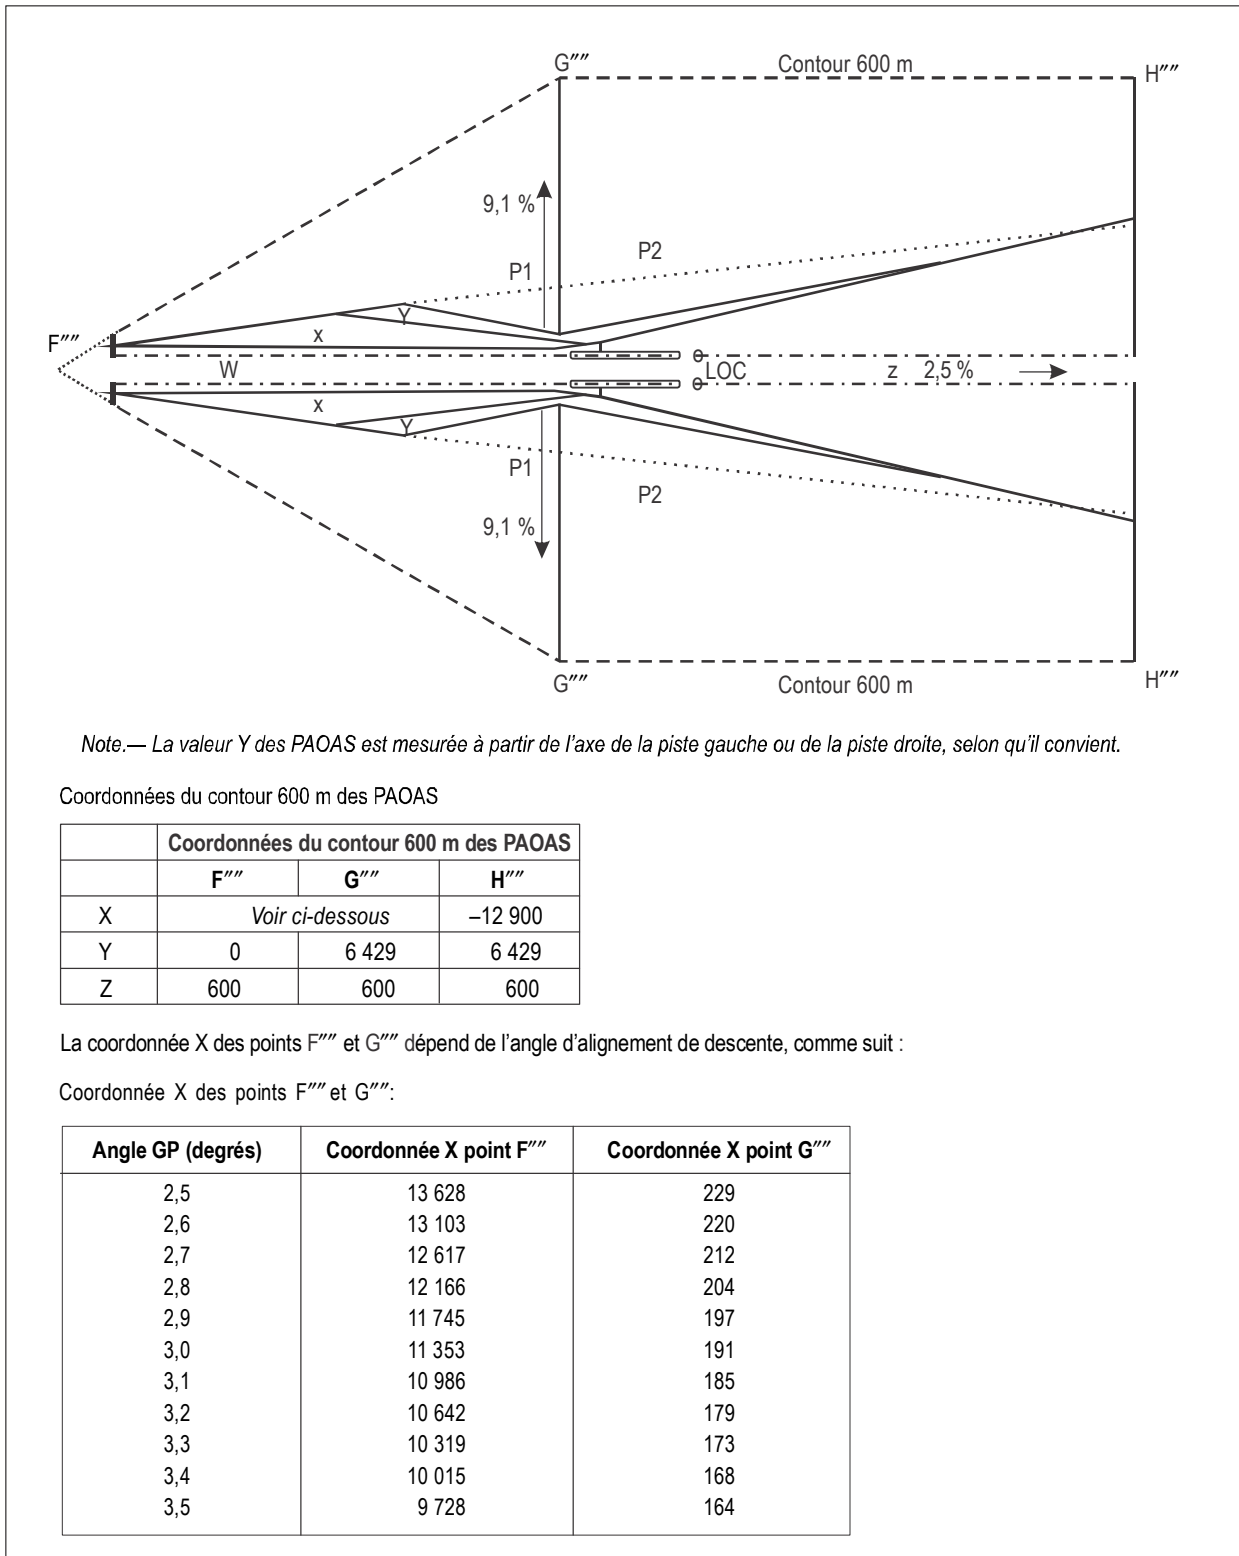 G″″ Contour 600 m H″″
9,1 %
P2
P1
Y
F″″ x
W LOC z 2,5 %
x
Y
P1 P2
9,1 %
G″″ Contour 600 m H″″
Note.— La valeur Y des PAOAS est mesurée à partir de l’axe de la piste gauche ou de la piste droite, selon qu’il convient.
Coordonnées du contour 600 m des PAOAS
Coordonnées du contour 600 m des PAOAS
F″″ G″″ H″″
X Voir ci-dessous –12 900
Y 0 6 429 6 429
Z 600 600 600
La coordonnée X des points F″″ et G″″ dépend de l’angle d’alignement de descente, comme suit :
Coordonnée X des points F″″ et G″″:
Angle GP (degrés) Coordonnée X point F″″ Coordonnée X point G″″
2,5 13 628 229
2,6 13 103 220
2,7 12 617 212
2,8 12 166 204
2,9 11 745 197
3,0 11 353 191
3,1 10 986 185
3,2 10 642 179
3,3 10 319 173
3,4 10 015 168
3,5 9 728 164